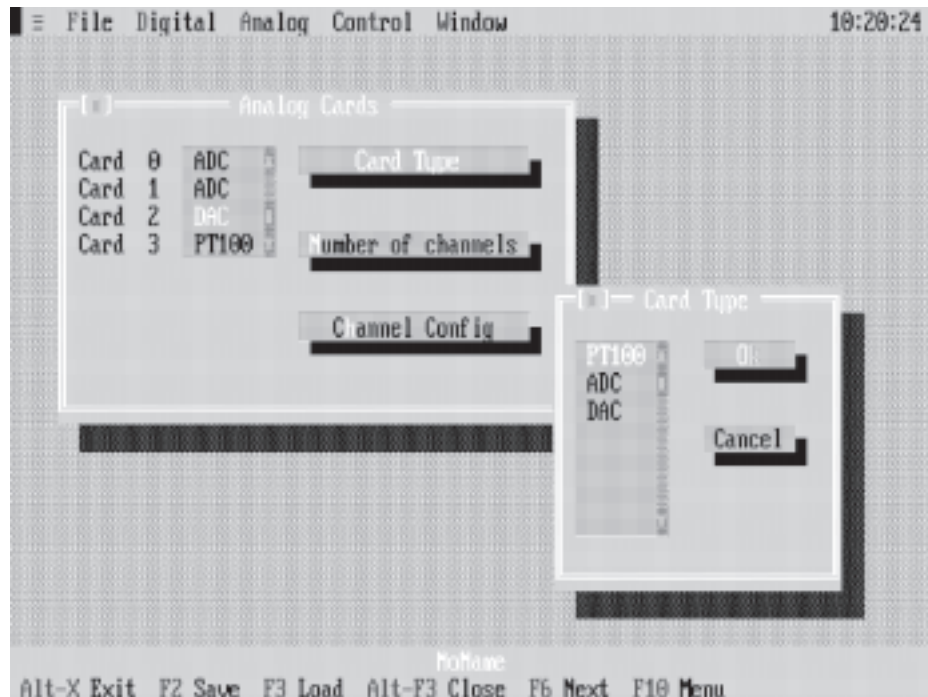 ≡ File Digital Analog Control Window 10:20:24
Analog Cards
Card 0 ADC
Card 1 ADC
Card 2 DAC
Card 3 PT100
Card Type
Number of channels
Channel Config
Card Type
PT100
ADC
DAC
Ok
Cancel
NoName
Alt-X Exit F2 Save F3 Load Alt-F3 Close F6 Next F10 Menu